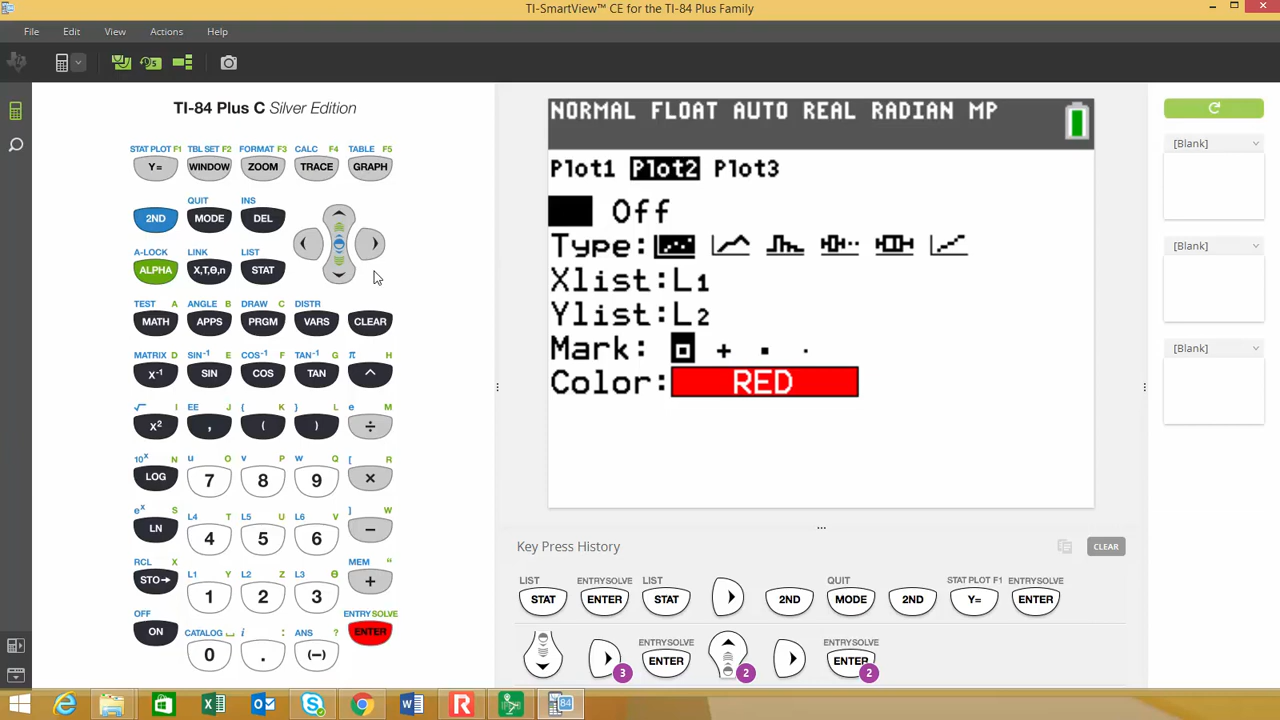 TI-SmartView™ CE for the TI-84 Plus Family
File Edit View Actions Help
TI-84 Plus C Silver Edition
STAT PLOT F1 TBL SET F2 FORMAT F3 CALC F4 TABLE F5
Y= WINDOW ZOOM TRACE GRAPH
QUIT INS
2ND MODE DEL
A-LOCK LINK LIST
ALPHA X,T,θ,n STAT
TEST A ANGLE B DRAW C DISTR
MATH APPS PRGM VARS CLEAR
MATRIX D SIN⁻¹ E COS⁻¹ F TAN⁻¹ G π H
x⁻¹ SIN COS TAN ^
√ I EE J { K } L e M
x² , ( ) ÷
10ˣ N u O v P w Q [ R
LOG 7 8 9 ×
eˣ S L4 T L5 U L6 V ] W
LN 4 5 6 −
RCL X L1 Y L2 Z L3 θ MEM “
STO→ 1 2 3 +
OFF CATALOG ␣ i : ANS ? ENTRY SOLVE
ON 0 . (−) ENTER
NORMAL FLOAT AUTO REAL RADIAN MP
Plot1 Plot2 Plot3
Off
Type:
Xlist:L1
Ylist:L2
Mark: + ▪ ·
Color: RED
Key Press History CLEAR
LIST ENTRY SOLVE LIST QUIT STAT PLOT F1 ENTRY SOLVE
STAT ENTER STAT 2ND MODE 2ND Y= ENTER
ENTRY SOLVE ENTRY SOLVE
3 ENTER 2 ENTER 2
[Blank]
[Blank]
[Blank]
84